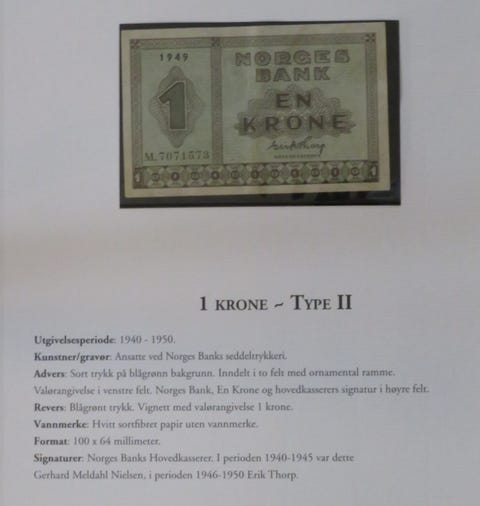 1949
NORGES
BANK
1
EN
KRONE
M.7071573
Erik Thorp
1 KRONE ~ TYPE II
Utgivelsesperiode: 1940 - 1950.
Kunstner/gravør: Ansatte ved Norges Banks seddeltrykkeri.
Advers: Sort trykk på blågrønn bakgrunn. Inndelt i to felt med ornamental ramme.
Valørangivelse i venstre felt. Norges Bank, En Krone og hovedkasserers signatur i høyre felt.
Revers: Blågrønt trykk. Vignett med valørangivelse 1 krone.
Vannmerke: Hvitt sortfibret papir uten vannmerke.
Format: 100 x 64 millimeter.
Signaturer: Norges Banks Hovedkasserer. I perioden 1940-1945 var dette
Gerhard Meldahl Nielsen, i perioden 1946-1950 Erik Thorp.